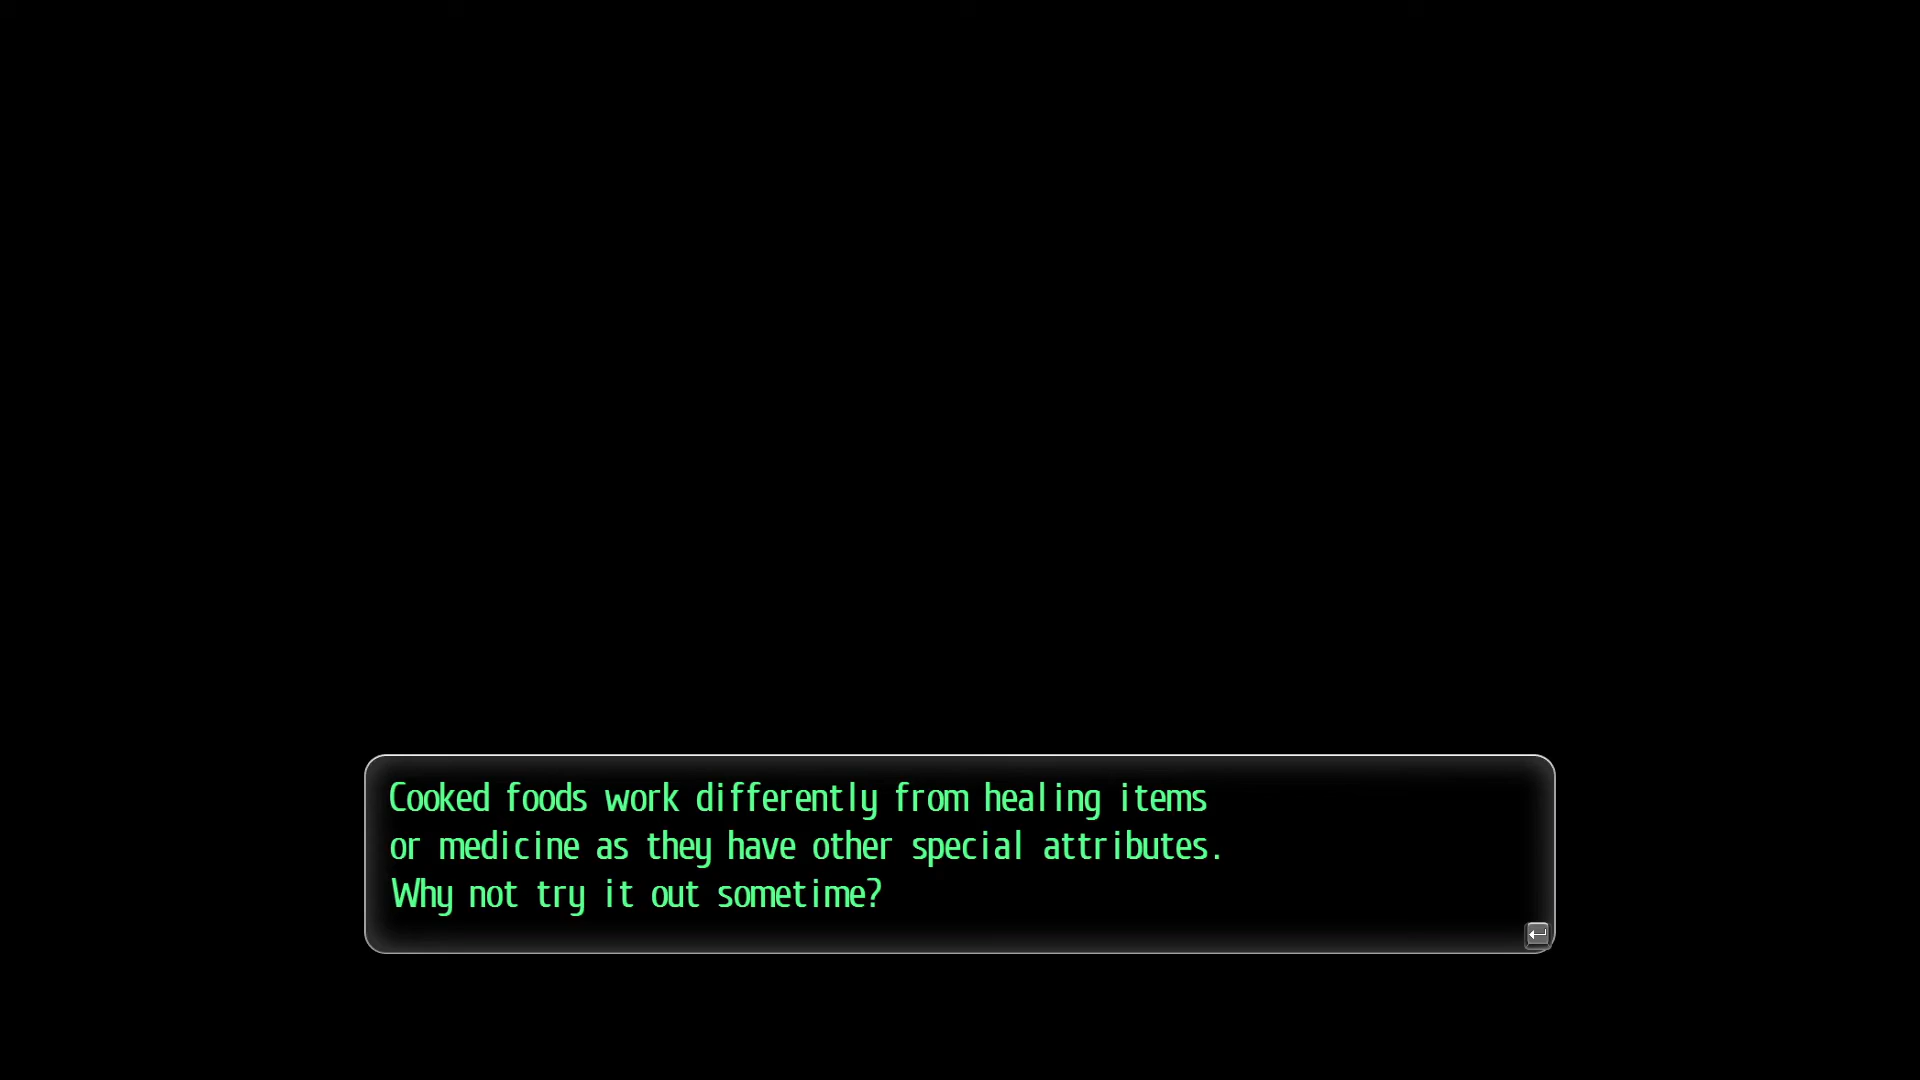 Cooked foods work differently from healing items
or medicine as they have other special attributes.
Why not try it out sometime?